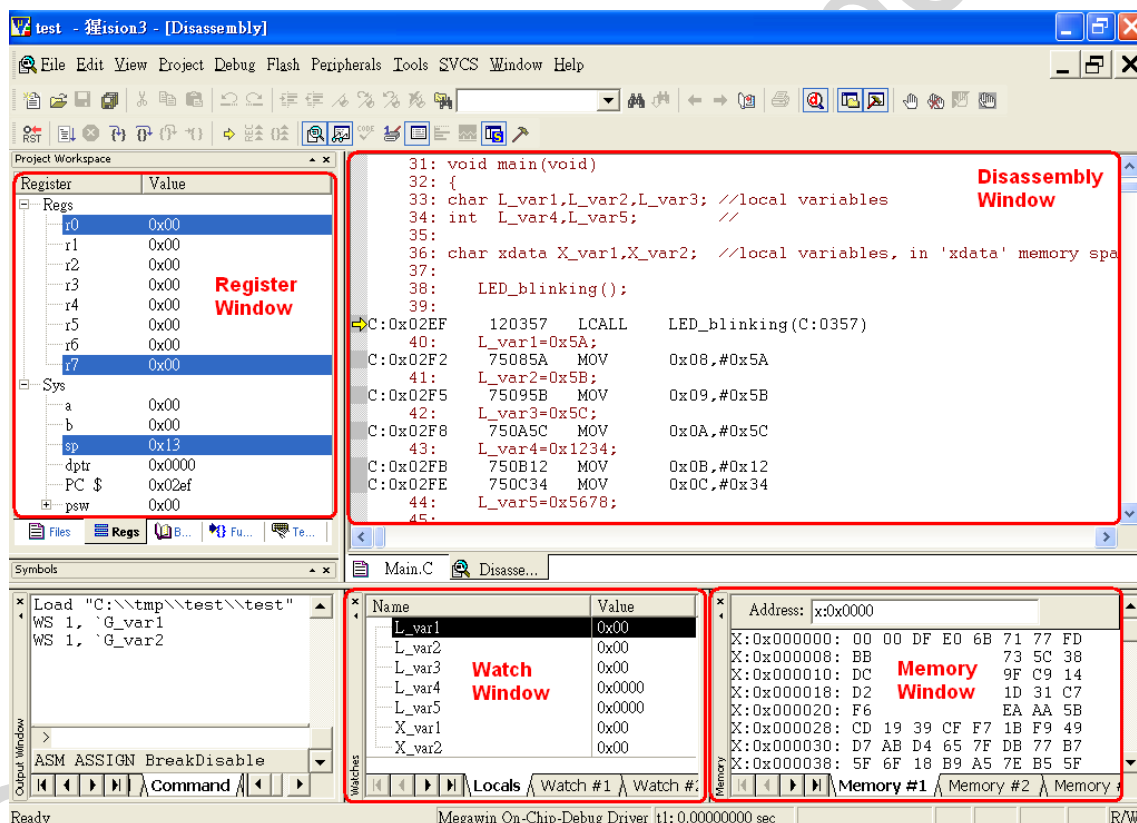 test - 猩ision3 - [Disassembly]
File Edit View Project Debug Flash Peripherals Tools SVCS Window Help
RST
CODE
Project Workspace
Register Value
Regs
r0 0x00
r1 0x00
r2 0x00
r3 0x00
r4 0x00
r5 0x00
r6 0x00
r7 0x00
Sys
a 0x00
b 0x00
sp 0x13
dptr 0x0000
PC $ 0x02ef
psw 0x00
Register
Window
Files Regs B... Fu... Te...
31: void main(void)
32: {
33: char L_var1,L_var2,L_var3; //local variables
34: int L_var4,L_var5; //
35:
36: char xdata X_var1,X_var2; //local variables, in 'xdata' memory spa
37:
38: LED_blinking();
39:
C:0x02EF 120357 LCALL LED_blinking(C:0357)
40: L_var1=0x5A;
C:0x02F2 75085A MOV 0x08,#0x5A
41: L_var2=0x5B;
C:0x02F5 75095B MOV 0x09,#0x5B
42: L_var3=0x5C;
C:0x02F8 750A5C MOV 0x0A,#0x5C
43: L_var4=0x1234;
C:0x02FB 750B12 MOV 0x0B,#0x12
C:0x02FE 750C34 MOV 0x0C,#0x34
44: L_var5=0x5678;
45:
Disassembly
Window
Main.C Disasse...
Symbols
Load "C:\\tmp\\test\\test"
WS 1, `G_var1
WS 1, `G_var2
>
ASM ASSIGN BreakDisable
Command
Output Window
Name Value
L_var1 0x00
L_var2 0x00
L_var3 0x00
L_var4 0x0000
L_var5 0x0000
X_var1 0x00
X_var2 0x00
Watch
Window
Locals Watch #1 Watch #2
Watches
Address: x:0x0000
X:0x000000: 00 00 DF E0 6B 71 77 FD
X:0x000008: BB 73 5C 38
X:0x000010: DC 9F C9 14
X:0x000018: D2 1D 31 C7
X:0x000020: F6 EA AA 5B
X:0x000028: CD 19 39 CF F7 1B F9 49
X:0x000030: D7 AB D4 65 7F DB 77 B7
X:0x000038: 5F 6F 18 B9 A5 7E B5 5F
Memory
Window
Memory #1 Memory #2 Memory #
Memory
Ready Megawin On-Chip-Debug Driver t1: 0.00000000 sec R/W